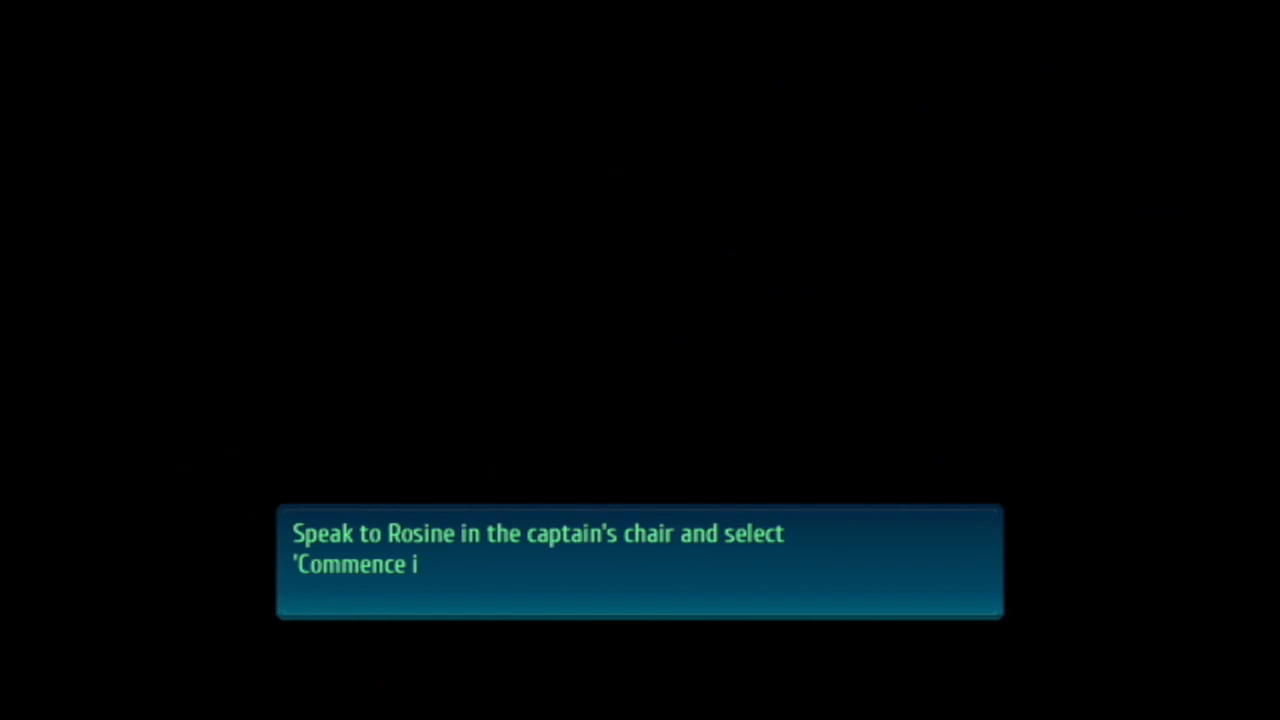 Speak to Rosine in the captain's chair and select
'Commence i